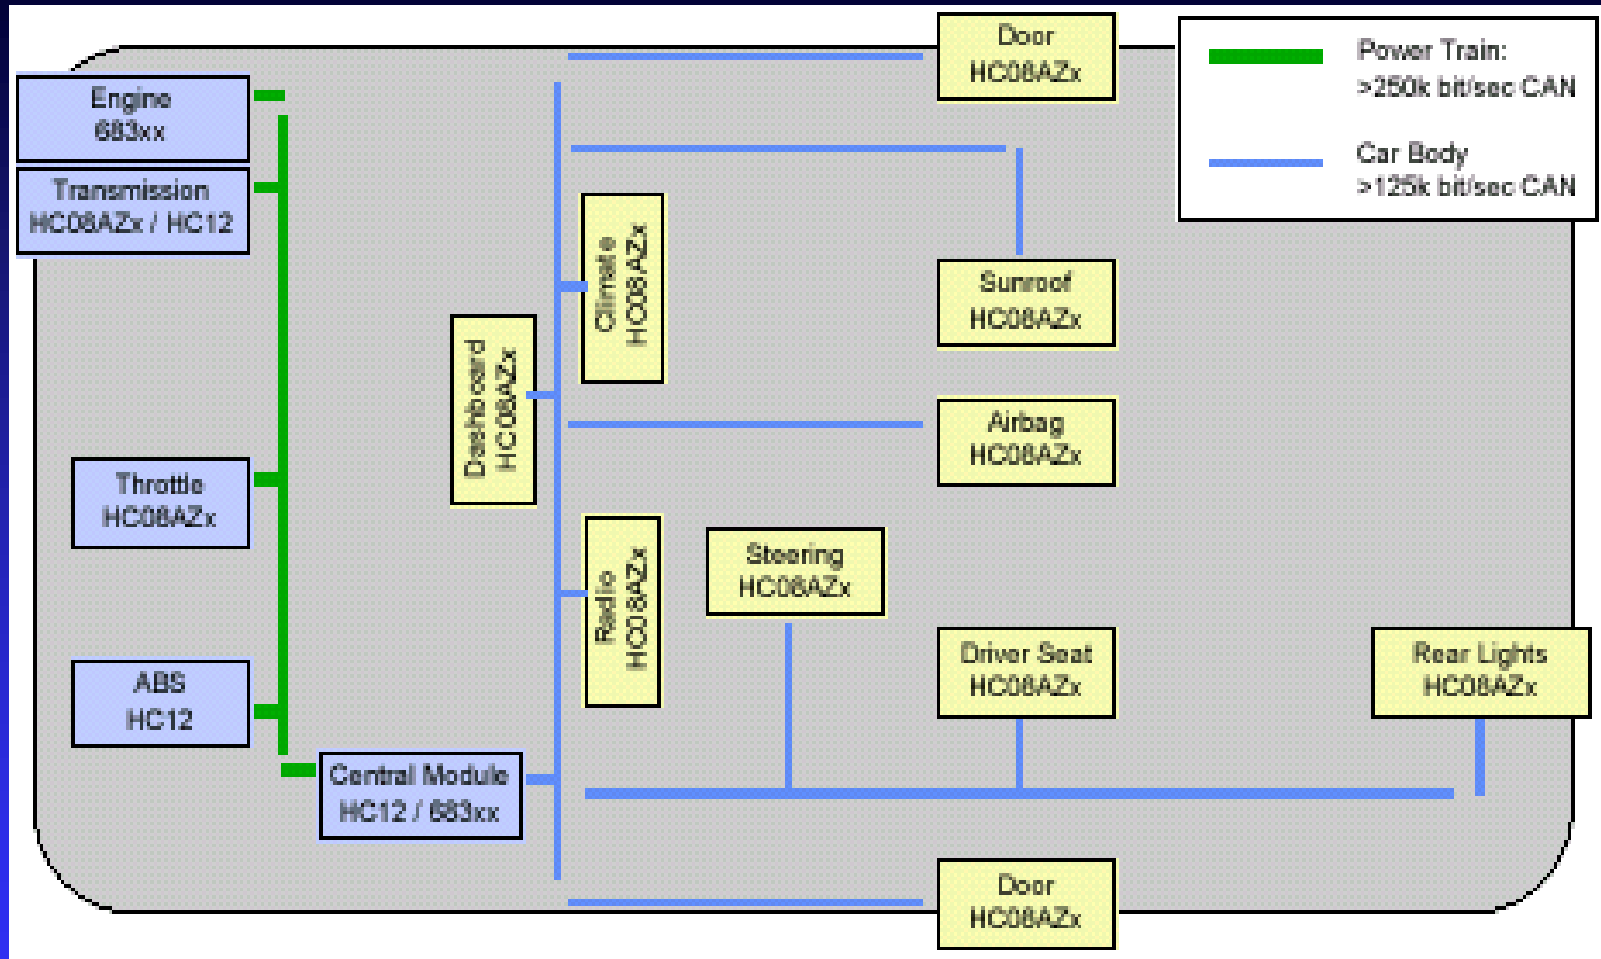 Door
HC08AZx
Power Train:
>250k bit/sec CAN
Car Body
>125k bit/sec CAN
Engine
683xx
Transmission
HC08AZx / HC12
Climate
HC08AZx
Sunroof
HC08AZx
Dashboard
HC08AZx
Airbag
HC08AZx
Throttle
HC08AZx
Radio
HC08AZx
Steering
HC08AZx
Driver Seat
HC08AZx
Rear Lights
HC08AZx
ABS
HC12
Central Module
HC12 / 683xx
Door
HC08AZx